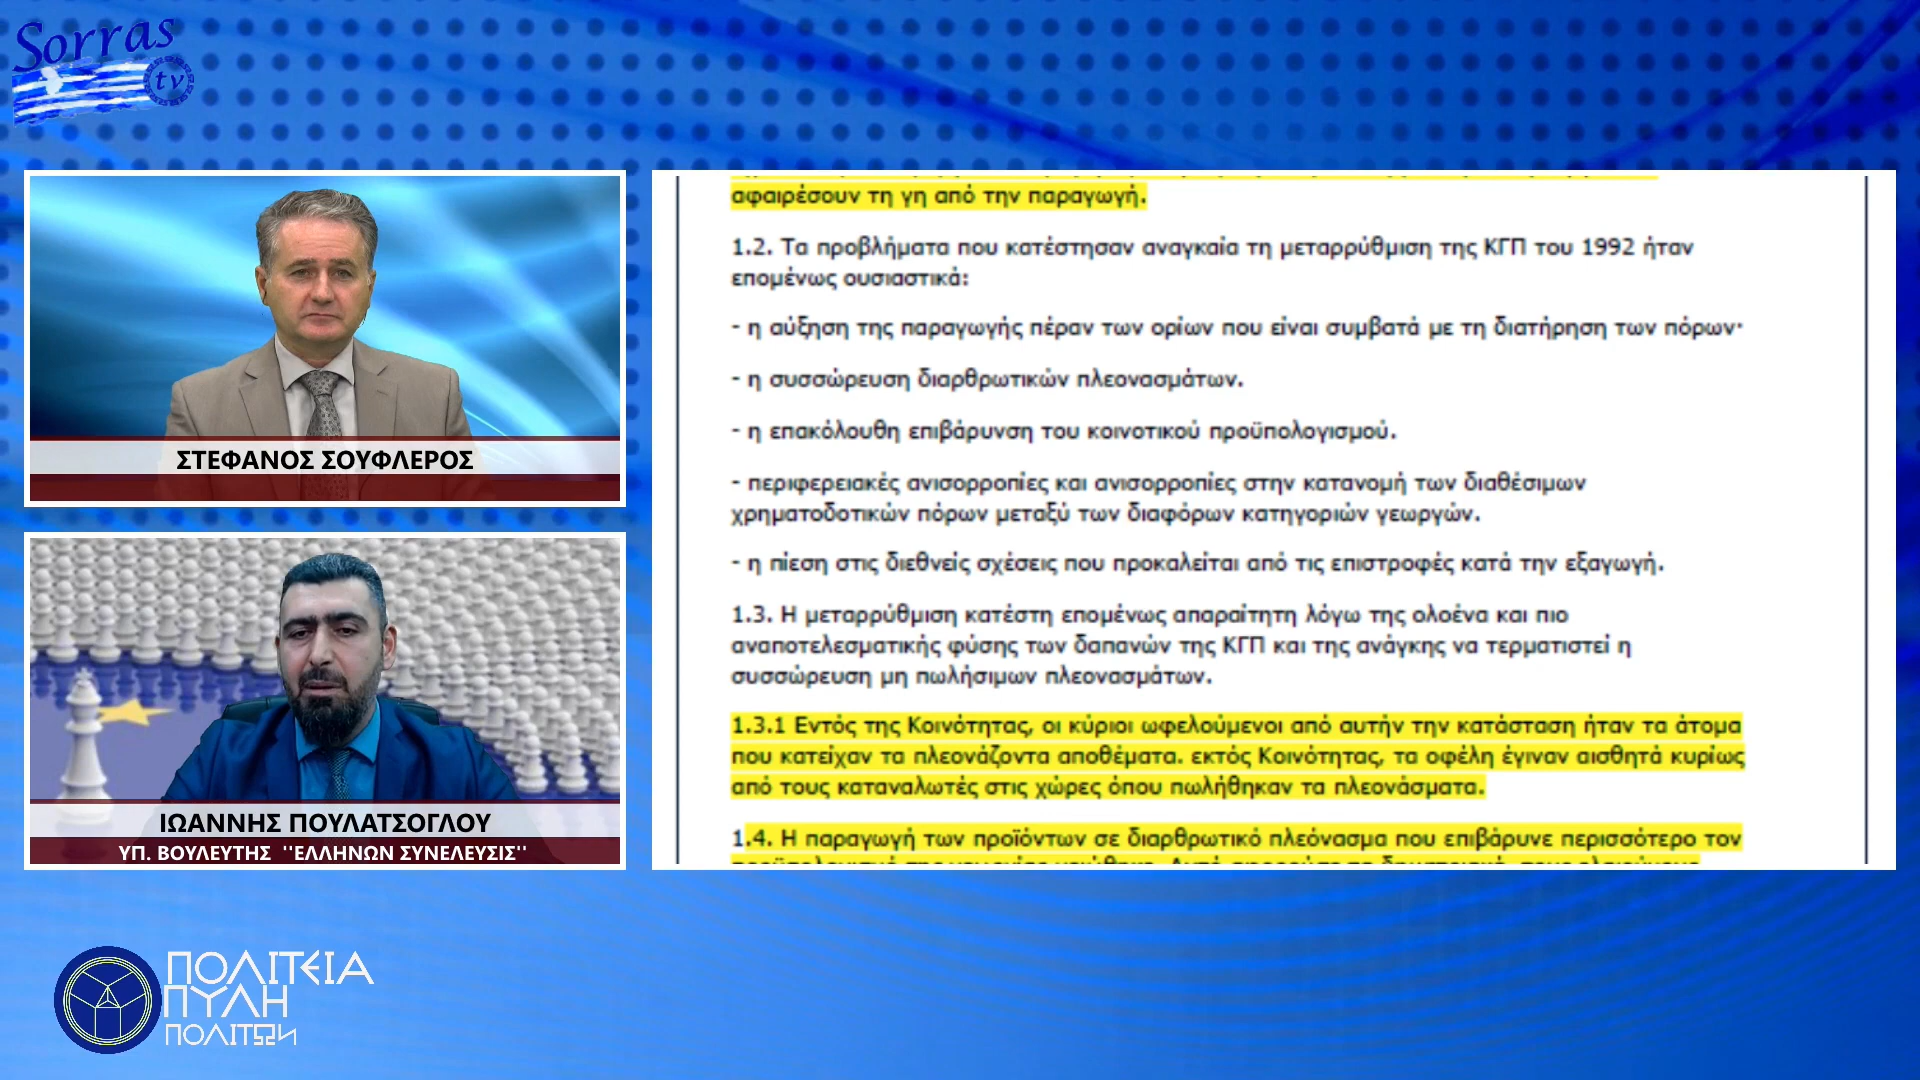 Sorras
tv
ΣΤΕΦΑΝΟΣ ΣΟΥΦΛΕΡΟΣ
ΙΩΑΝΝΗΣ ΠΟΥΛΑΤΣΟΓΛΟΥ
ΥΠ. ΒΟΥΛΕΥΤΗΣ ''ΕΛΛΗΝΩΝ ΣΥΝΕΛΕΥΣΙΣ''
αφαιρέσουν τη γη από την παραγωγή.
1.2. Τα προβλήματα που κατέστησαν αναγκαία τη μεταρρύθμιση της ΚΓΠ του 1992 ήταν
επομένως ουσιαστικά:
- η αύξηση της παραγωγής πέραν των ορίων που είναι συμβατά με τη διατήρηση των πόρων·
- η συσσώρευση διαρθρωτικών πλεονασμάτων.
- η επακόλουθη επιβάρυνση του κοινοτικού προϋπολογισμού.
- περιφερειακές ανισορροπίες και ανισορροπίες στην κατανομή των διαθέσιμων
χρηματοδοτικών πόρων μεταξύ των διαφόρων κατηγοριών γεωργών.
- η πίεση στις διεθνείς σχέσεις που προκαλείται από τις επιστροφές κατά την εξαγωγή.
1.3. Η μεταρρύθμιση κατέστη επομένως απαραίτητη λόγω της ολοένα και πιο
αναποτελεσματικής φύσης των δαπανών της ΚΓΠ και της ανάγκης να τερματιστεί η
συσσώρευση μη πωλήσιμων πλεονασμάτων.
1.3.1 Εντός της Κοινότητας, οι κύριοι ωφελούμενοι από αυτήν την κατάσταση ήταν τα άτομα
που κατείχαν τα πλεονάζοντα αποθέματα. εκτός Κοινότητας, τα οφέλη έγιναν αισθητά κυρίως
από τους καταναλωτές στις χώρες όπου πωλήθηκαν τα πλεονάσματα.
1.4. Η παραγωγή των προϊόντων σε διαρθρωτικό πλεόνασμα που επιβάρυνε περισσότερο τον
ΠΟΛΙΤΕΙΑ
ΠΥΛΗ
ΠΟΛΙΤΩΝ